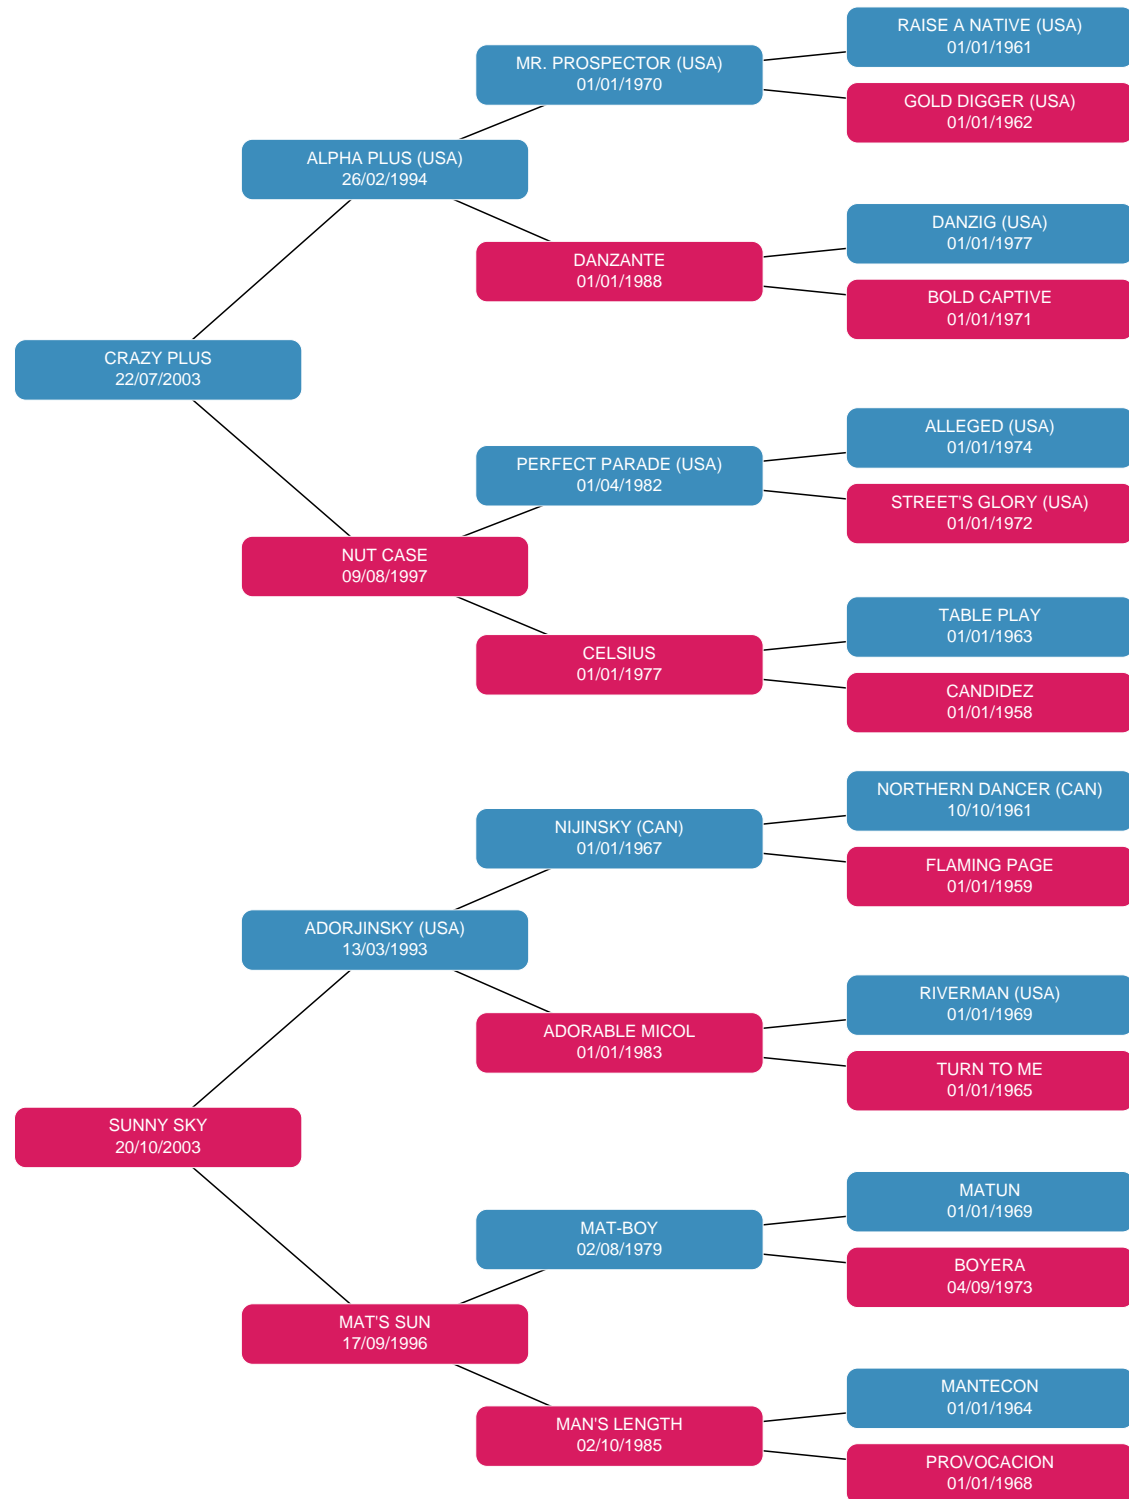 RAISE A NATIVE (USA)
01/01/1961
MR. PROSPECTOR (USA)
01/01/1970
GOLD DIGGER (USA)
01/01/1962
ALPHA PLUS (USA)
26/02/1994
DANZIG (USA)
01/01/1977
DANZANTE
01/01/1988
BOLD CAPTIVE
01/01/1971
CRAZY PLUS
22/07/2003
ALLEGED (USA)
01/01/1974
PERFECT PARADE (USA)
01/04/1982
STREET'S GLORY (USA)
01/01/1972
NUT CASE
09/08/1997
TABLE PLAY
01/01/1963
CELSIUS
01/01/1977
CANDIDEZ
01/01/1958
NORTHERN DANCER (CAN)
10/10/1961
NIJINSKY (CAN)
01/01/1967
FLAMING PAGE
01/01/1959
ADORJINSKY (USA)
13/03/1993
RIVERMAN (USA)
01/01/1969
ADORABLE MICOL
01/01/1983
TURN TO ME
01/01/1965
SUNNY SKY
20/10/2003
MATUN
01/01/1969
MAT-BOY
02/08/1979
BOYERA
04/09/1973
MAT'S SUN
17/09/1996
MANTECON
01/01/1964
MAN'S LENGTH
02/10/1985
PROVOCACION
01/01/1968